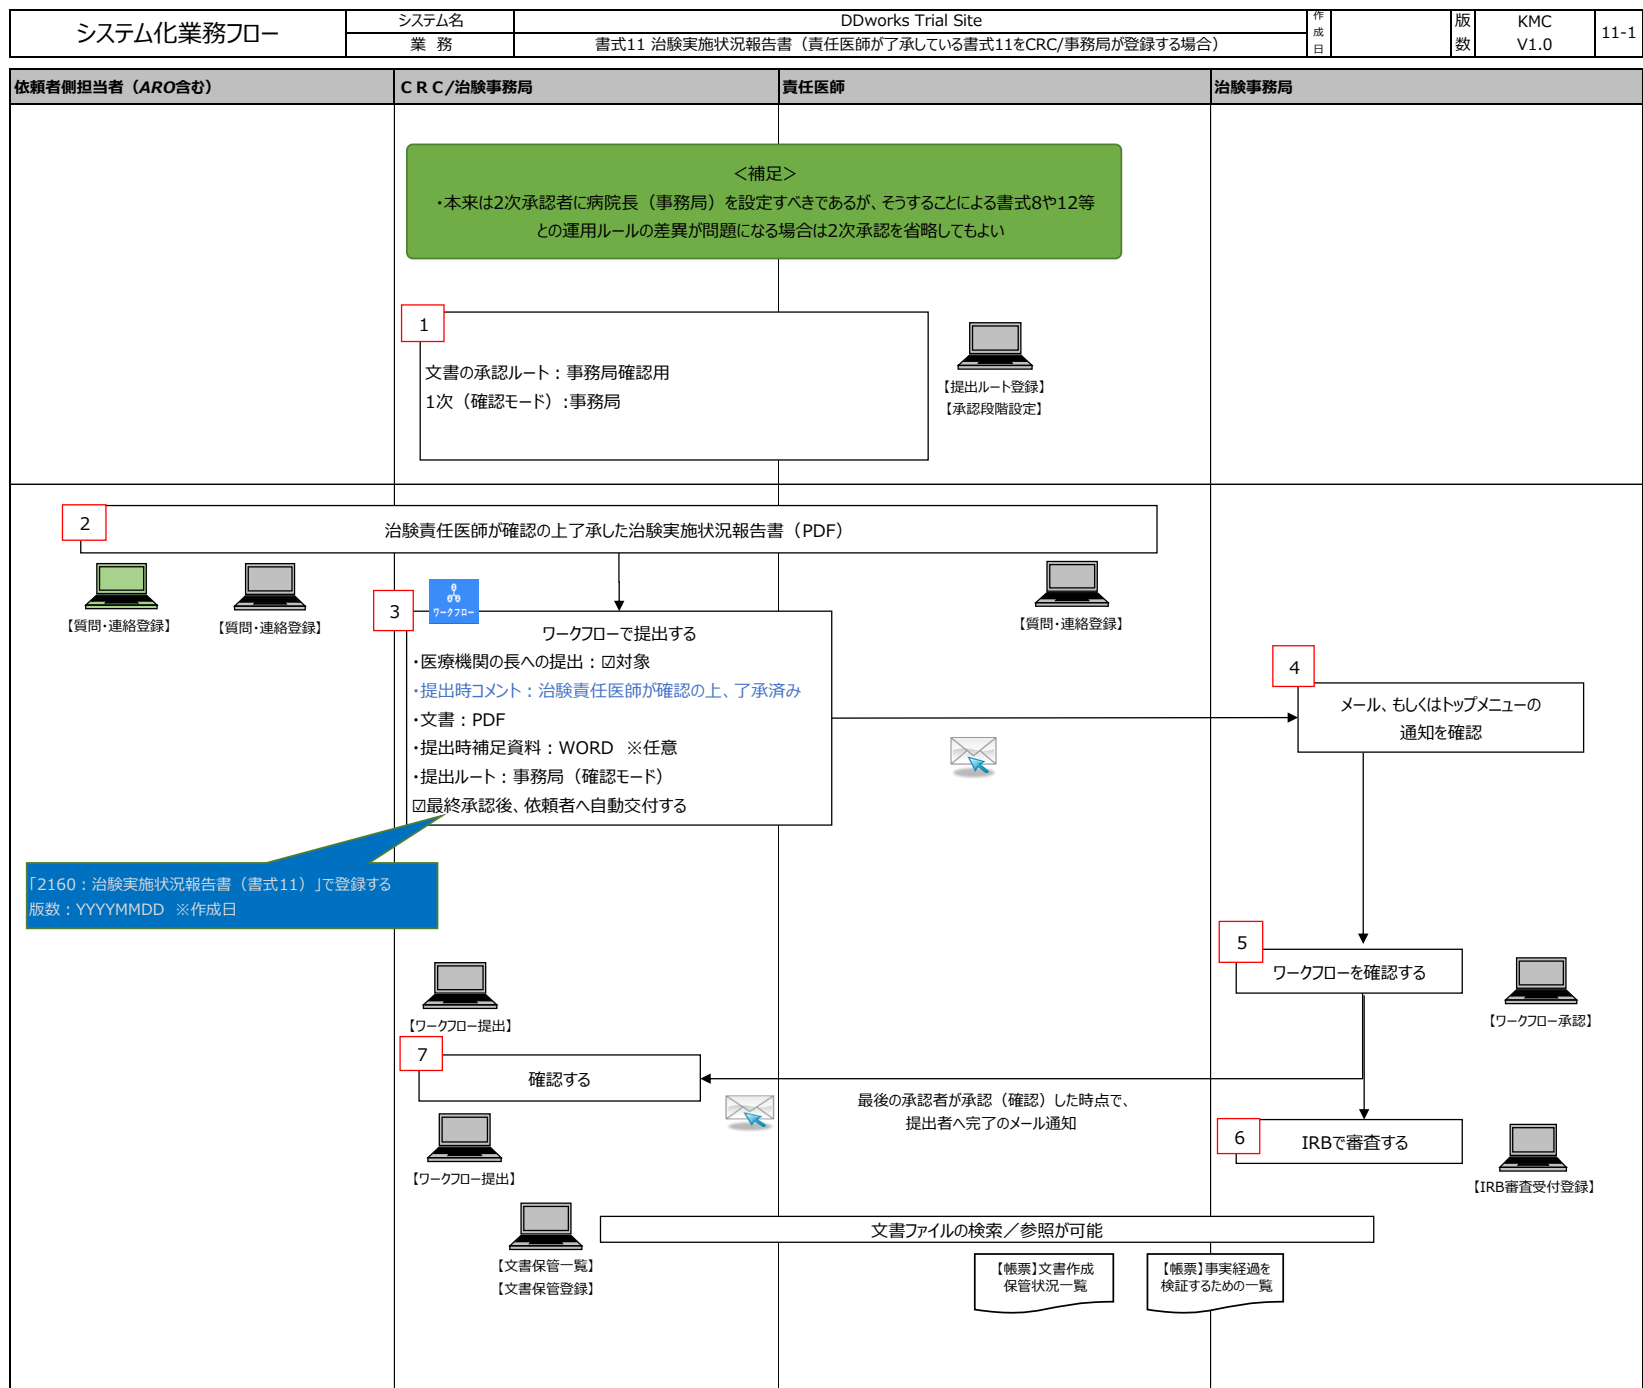 システム化業務フロー
システム名
DDworks Trial Site
作成日
版数
KMC
V1.0
11-1
業 務
書式11 治験実施状況報告書（責任医師が了承している書式11をCRC/事務局が登録する場合）
依頼者側担当者（ARO含む）
ＣＲＣ/治験事務局
責任医師
治験事務局
＜補足＞
・本来は2次承認者に病院長（事務局）を設定すべきであるが、そうすることによる書式8や12等
との運用ルールの差異が問題になる場合は2次承認を省略してもよい
1
文書の承認ルート：事務局確認用
1次（確認モード）:事務局
【提出ルート登録】
【承認段階設定】
2
治験責任医師が確認の上了承した治験実施状況報告書（PDF）
【質問・連絡登録】
【質問・連絡登録】
【質問・連絡登録】
3
ワークフロー
ワークフローで提出する
・医療機関の長への提出：☑対象
・提出時コメント：治験責任医師が確認の上、了承済み
・文書：PDF
・提出時補足資料：WORD ※任意
・提出ルート：事務局（確認モード）
☑最終承認後、依頼者へ自動交付する
4
メール、もしくはトップメニューの
通知を確認
「2160：治験実施状況報告書（書式11）」で登録する
版数：YYYYMMDD ※作成日
5
ワークフローを確認する
【ワークフロー承認】
【ワークフロー提出】
7
確認する
最後の承認者が承認（確認）した時点で、
提出者へ完了のメール通知
6
IRBで審査する
【IRB審査受付登録】
【ワークフロー提出】
文書ファイルの検索／参照が可能
【文書保管一覧】
【文書保管登録】
【帳票】文書作成
保管状況一覧
【帳票】事実経過を
検証するための一覧